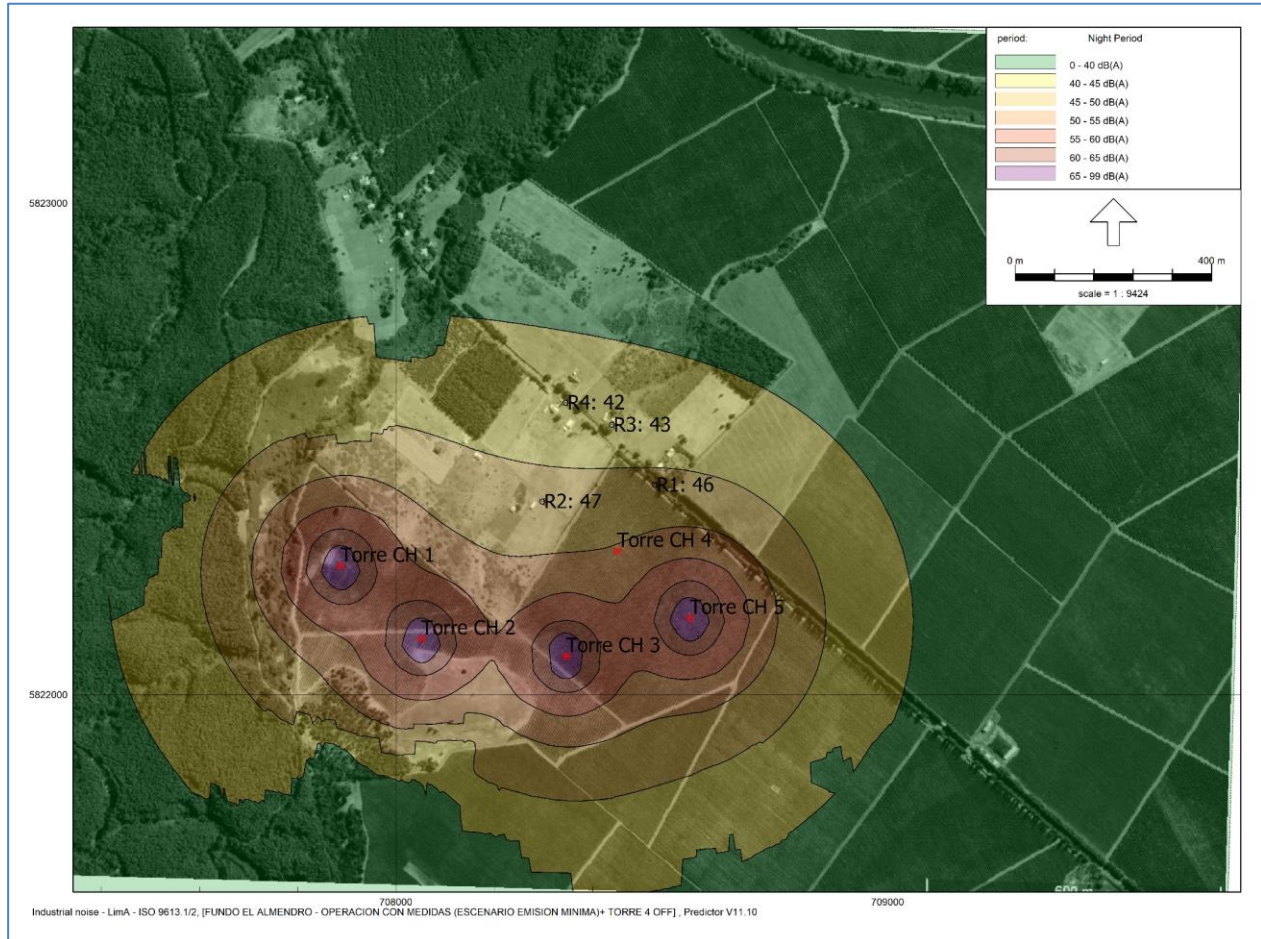 period: Night Period
0 - 40 dB(A)
40 - 45 dB(A)
45 - 50 dB(A)
50 - 55 dB(A)
55 - 60 dB(A)
60 - 65 dB(A)
65 - 99 dB(A)
0 m 400 m
scale = 1 : 9424
5823000
R4: 42
R3: 43
R1: 46
R2: 47
Torre CH 4
Torre CH 1
Torre CH 5
Torre CH 2
Torre CH 3
5822000
600 m
708000 709000
Industrial noise - LimA - ISO 9613.1/2, [FUNDO EL ALMENDRO - OPERACION CON MEDIDAS (ESCENARIO EMISION MINIMA)+ TORRE 4 OFF] , Predictor V11.10